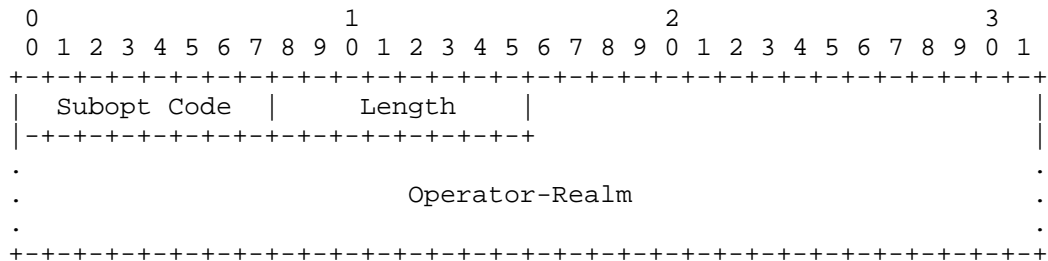 0                   1                   2                   3
 0 1 2 3 4 5 6 7 8 9 0 1 2 3 4 5 6 7 8 9 0 1 2 3 4 5 6 7 8 9 0 1
+-+-+-+-+-+-+-+-+-+-+-+-+-+-+-+-+-+-+-+-+-+-+-+-+-+-+-+-+-+-+-+-+
|  Subopt Code  |     Length    |                               |
|-+-+-+-+-+-+-+-+-+-+-+-+-+-+-+-+                               |
.                                                               .
.                        Operator-Realm                         .
.                                                               .
+-+-+-+-+-+-+-+-+-+-+-+-+-+-+-+-+-+-+-+-+-+-+-+-+-+-+-+-+-+-+-+-+